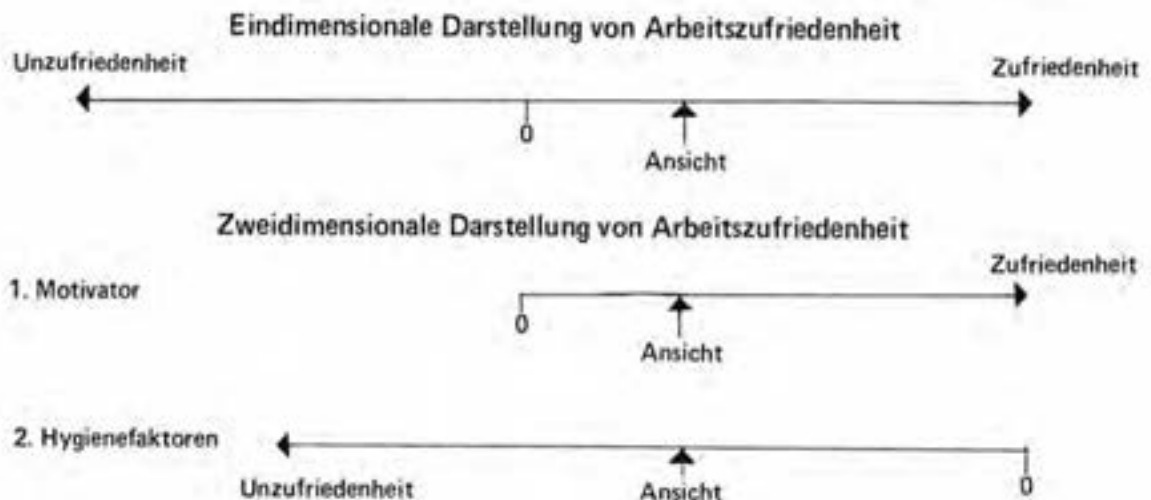 Eindimensionale Darstellung von Arbeitszufriedenheit
Unzufriedenheit Zufriedenheit
0
Ansicht
Zweidimensionale Darstellung von Arbeitszufriedenheit
Zufriedenheit
1. Motivator
0
Ansicht
2. Hygienefaktoren
Unzufriedenheit Ansicht 0